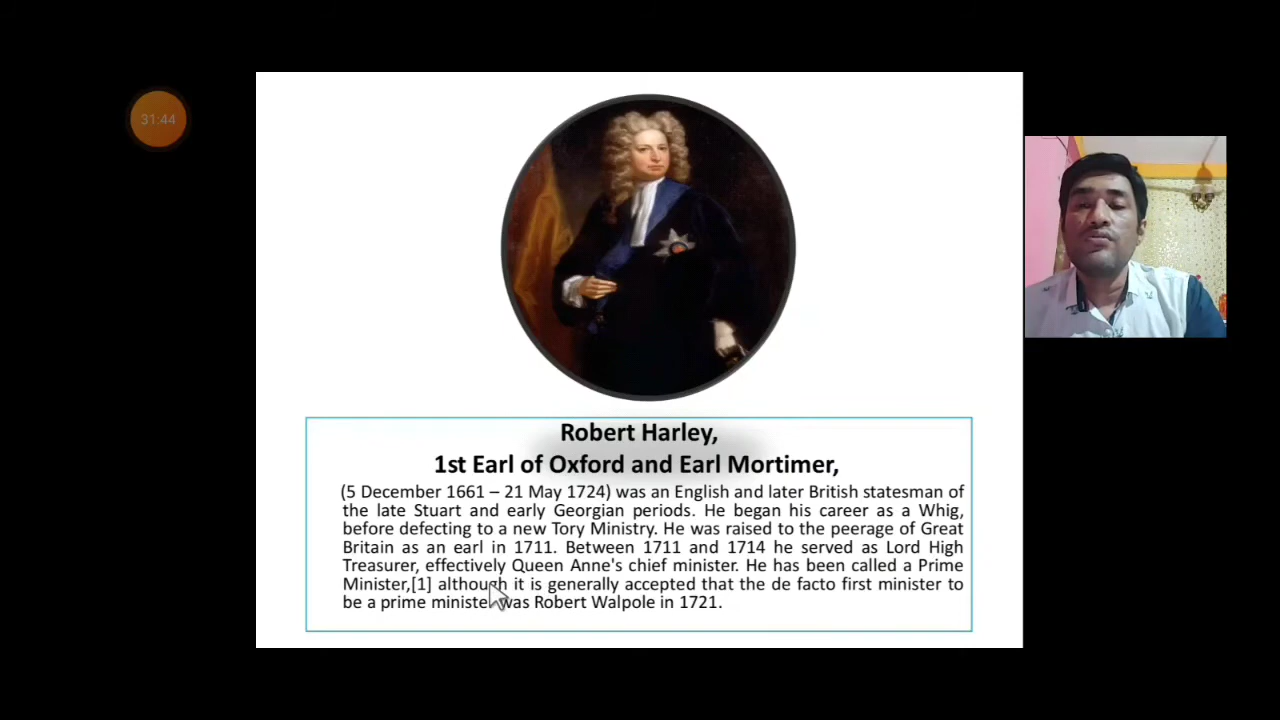 31:44
Robert Harley,
1st Earl of Oxford and Earl Mortimer,
(5 December 1661 – 21 May 1724) was an English and later British statesman of
the late Stuart and early Georgian periods. He began his career as a Whig,
before defecting to a new Tory Ministry. He was raised to the peerage of Great
Britain as an earl in 1711. Between 1711 and 1714 he served as Lord High
Treasurer, effectively Queen Anne's chief minister. He has been called a Prime
Minister,[1] although it is generally accepted that the de facto first minister to
be a prime minister was Robert Walpole in 1721.